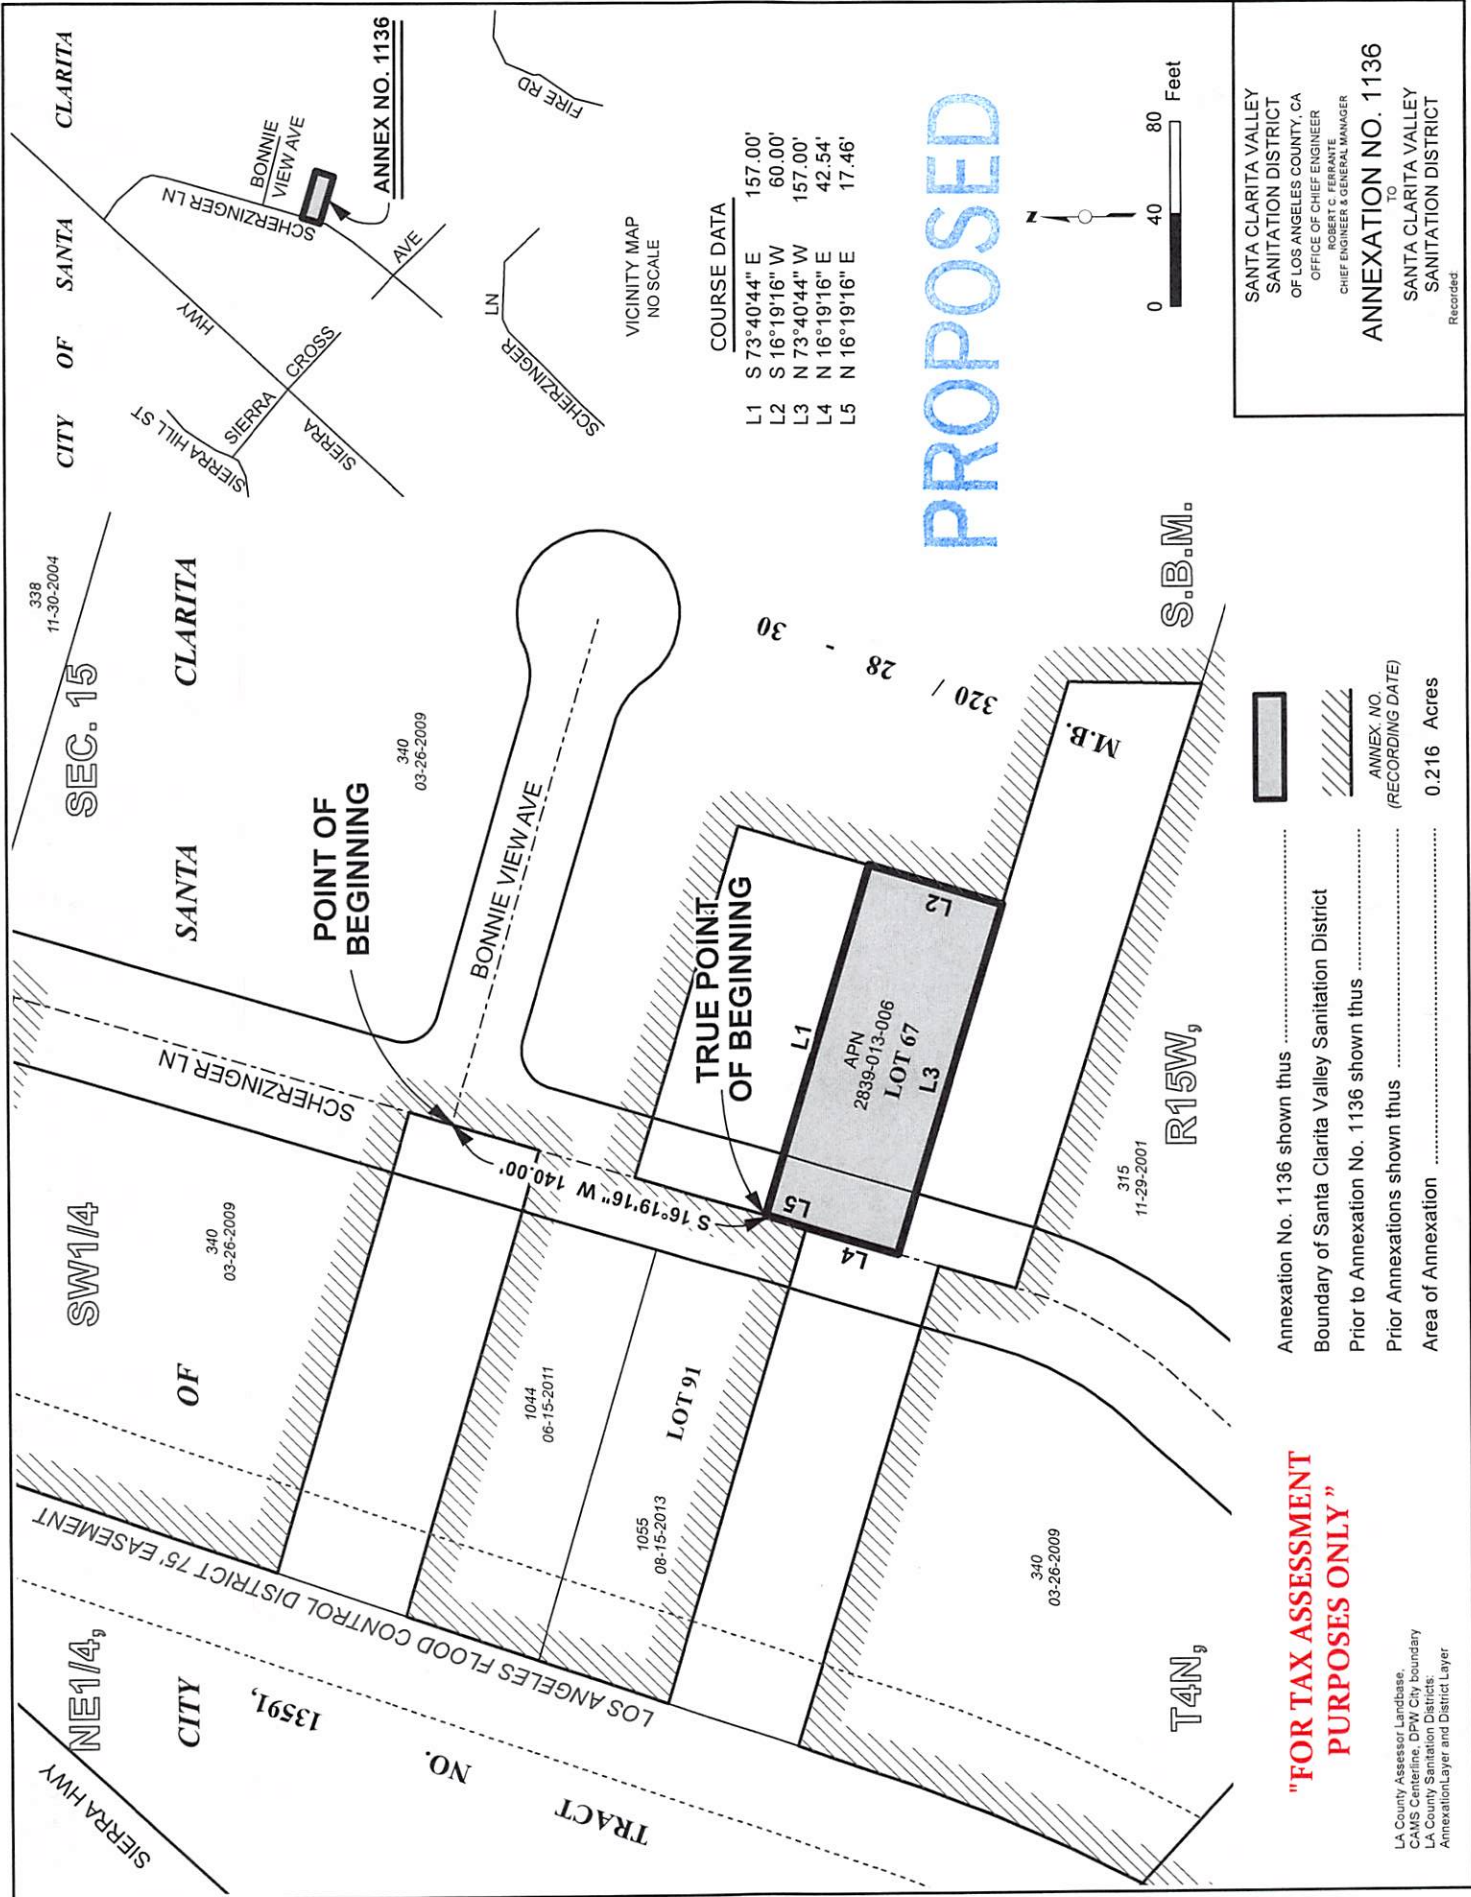 SIERRA HWY
NE1/4,
SW1/4
SEC. 15
338
11-30-2004
CITY
OF
SANTA
CLARITA
340
03-26-2009
340
03-26-2009
SCHERZINGER LN
POINT OF
BEGINNING
BONNIE VIEW AVE
LOS ANGELES FLOOD CONTROL DISTRICT 75' EASEMENT
TRACT
NO.
13591,
1044
06-15-2011
S 16°19'16" W 140.00'
TRUE POINT
OF BEGINNING
LOT 91
1055
08-15-2013
L1
L2
L3
L4
L5
APN
2839-013-006
LOT 67
M.B.
320 / 28 - 30
340
03-26-2009
315
11-29-2001
T4N,
R15W,
S.B.M.
CITY OF SANTA CLARITA
SIERRA HILL ST
SIERRA
CROSS
AVE
SIERRA
HWY
SCHERZINGER LN
BONNIE
VIEW AVE
SCHERZINGER
ANNEX NO. 1136
SCHERZINGER
LN
FIRE RD
VICINITY MAP
NO SCALE
COURSE DATA
L1 S 73°40'44" E 157.00'
L2 S 16°19'16" W 60.00'
L3 N 73°40'44" W 157.00'
L4 N 16°19'16" E 42.54'
L5 N 16°19'16" E 17.46'
PROPOSED
N
0 40 80 Feet
"FOR TAX ASSESSMENT
PURPOSES ONLY"
LA County Assessor Landbase,
CAMS Centerline, DPW City boundary
LA County Sanitation Districts:
AnnexationLayer and District Layer
Annexation No. 1136 shown thus
Boundary of Santa Clarita Valley Sanitation District
Prior to Annexation No. 1136 shown thus
Prior Annexations shown thus ANNEX. NO.
(RECORDING DATE)
Area of Annexation 0.216 Acres
SANTA CLARITA VALLEY
SANITATION DISTRICT
OF LOS ANGELES COUNTY, CA
OFFICE OF CHIEF ENGINEER
ROBERT C. FERRANTE
CHIEF ENGINEER & GENERAL MANAGER
ANNEXATION NO. 1136
TO
SANTA CLARITA VALLEY
SANITATION DISTRICT
Recorded: